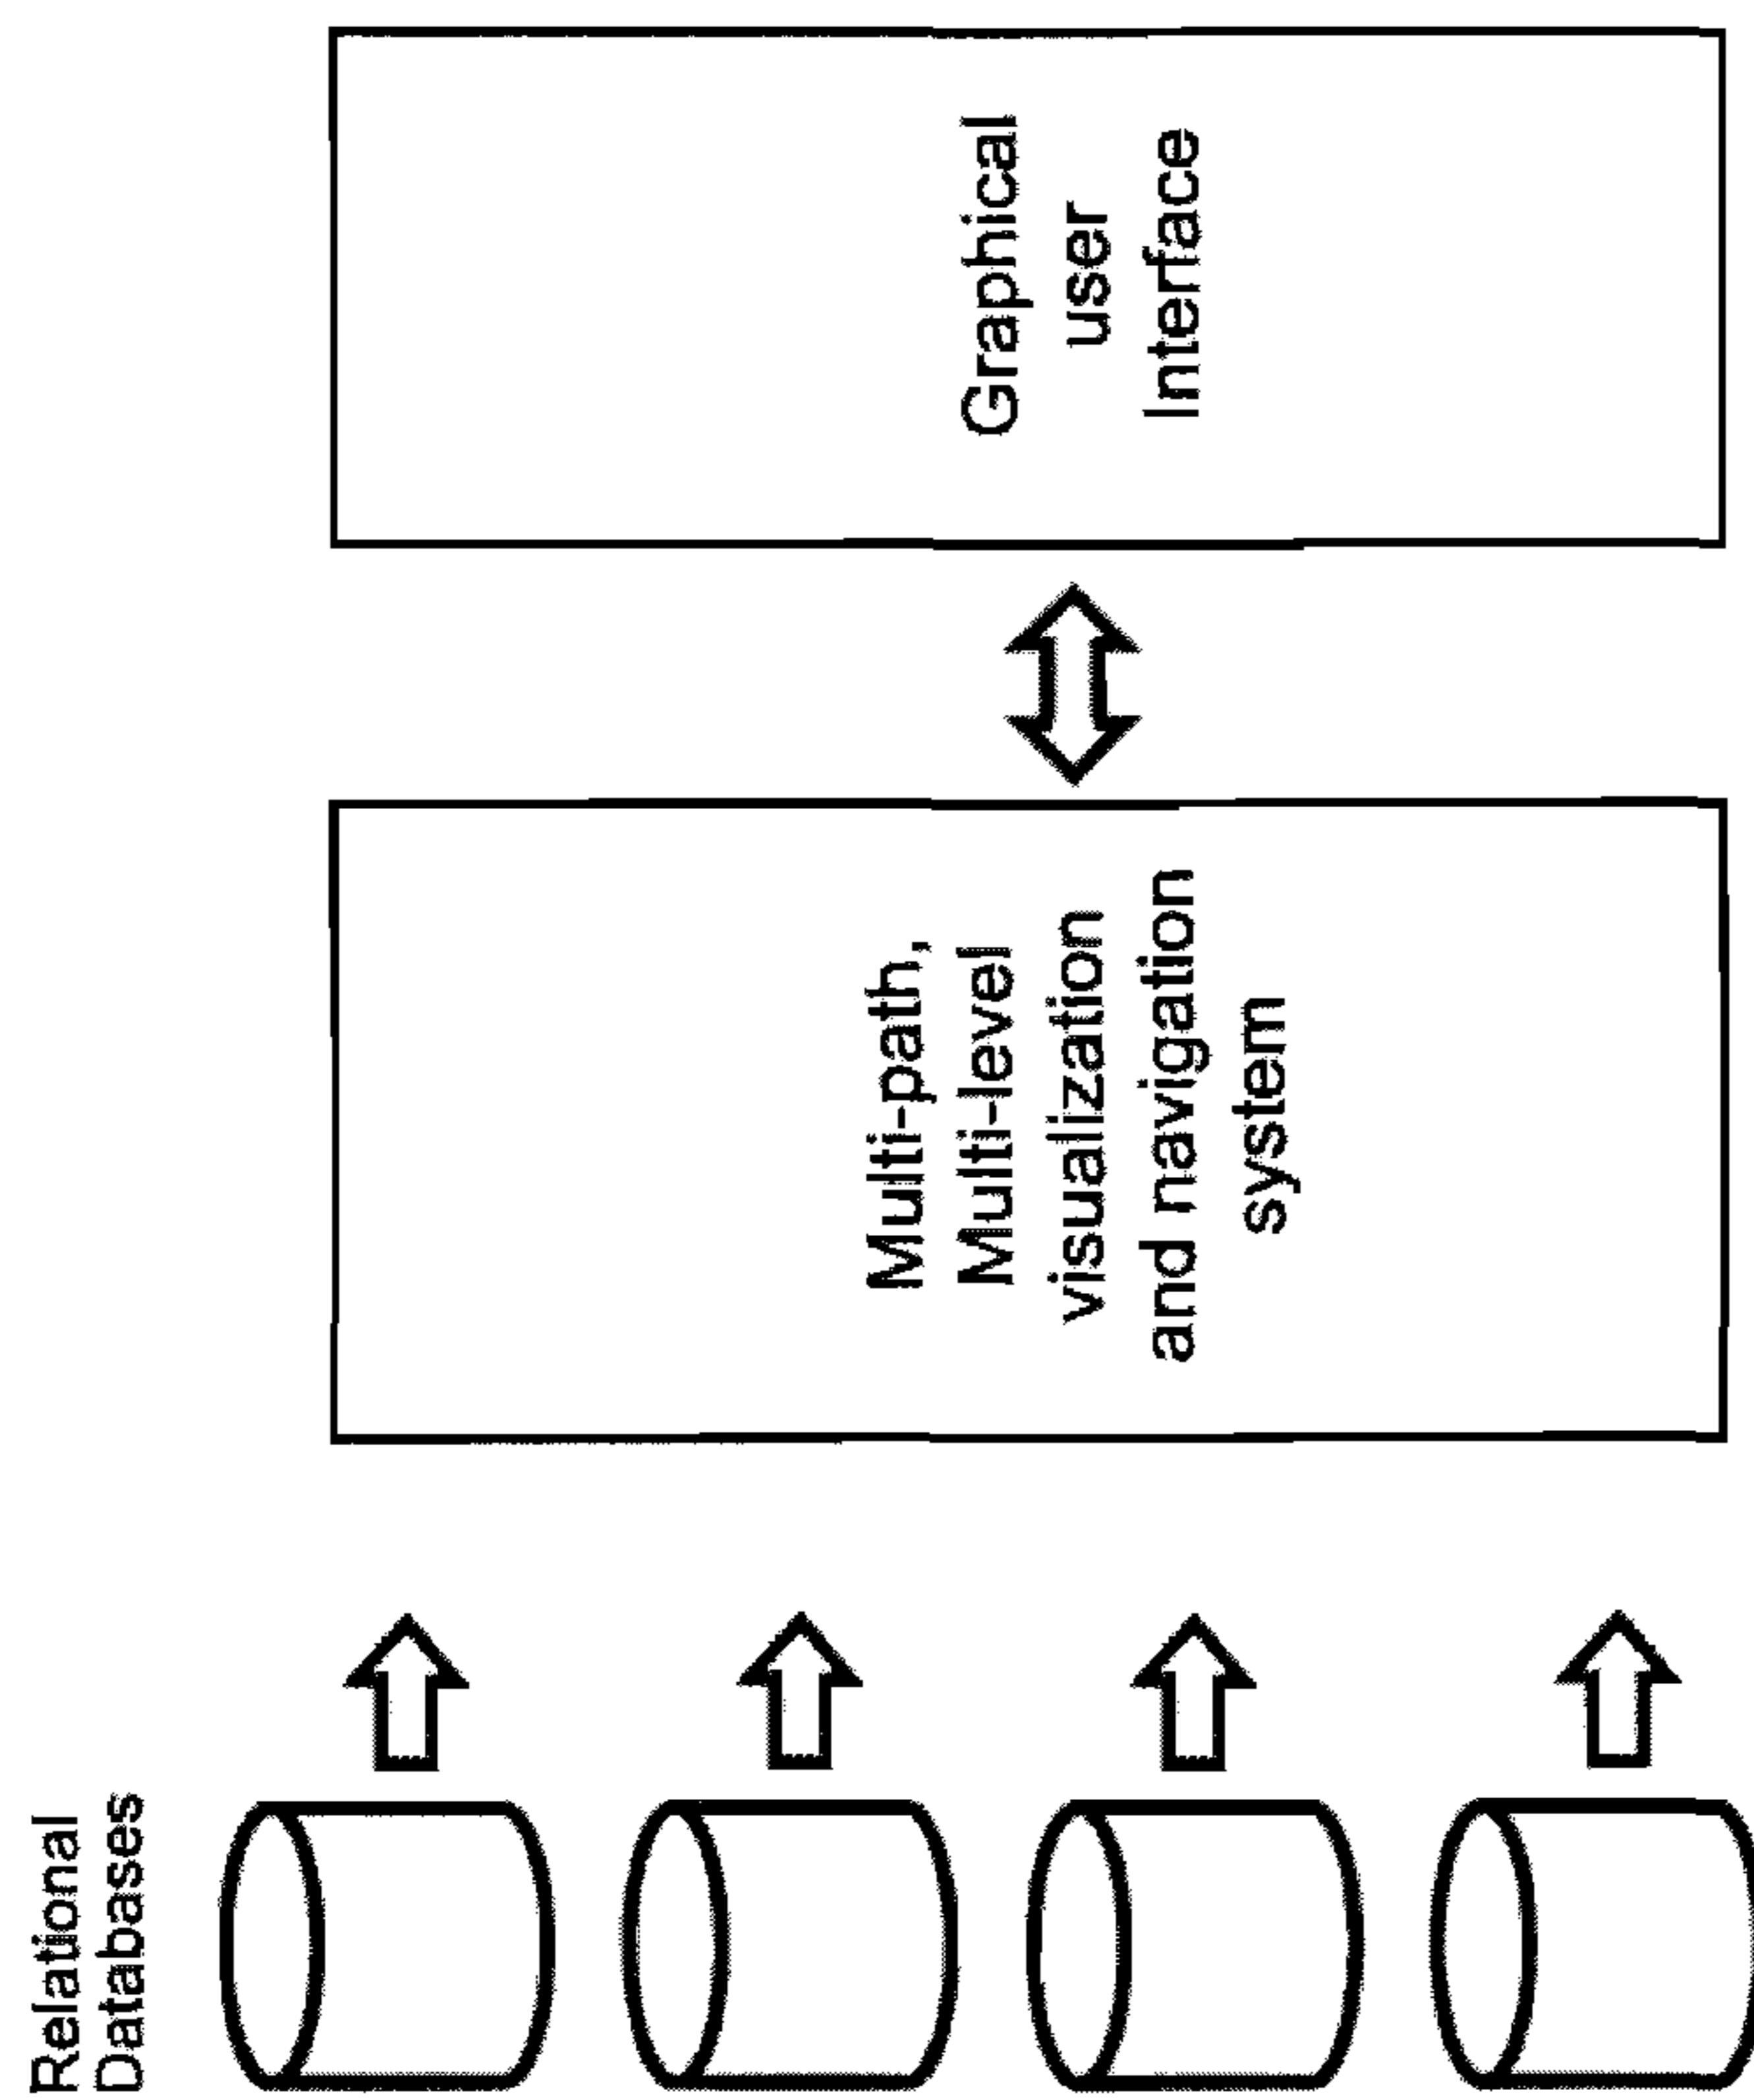 Relational
Databases
Multi-path,
Multi-level
visualization
and navigation
system
Graphical
user
Interface